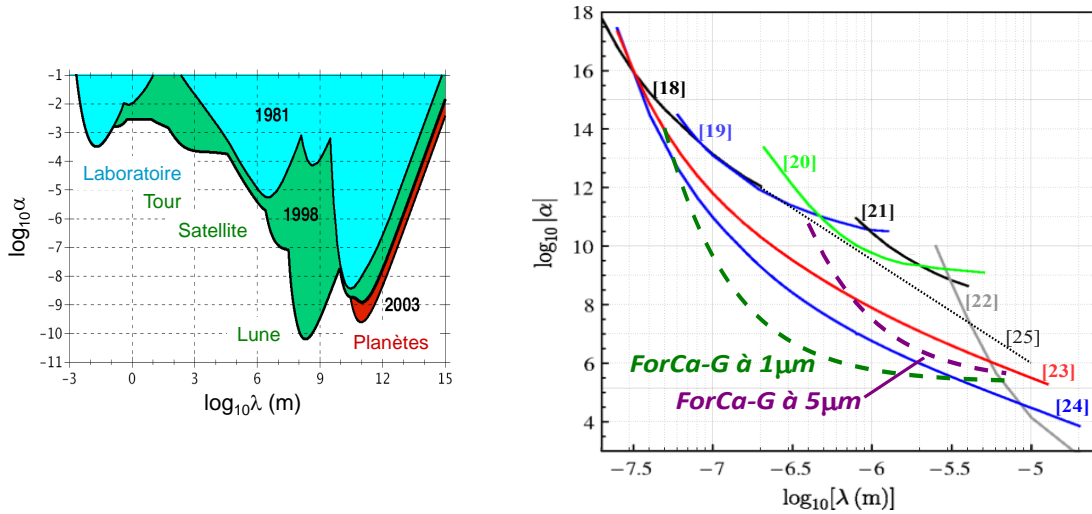 -1
-2
-3
-4
-5
-6
-7
-8
-9
-10
-11
log₁₀α
1981
Laboratoire
Tour
1998
Satellite
2003
Lune
Planètes
-3 0 3 6 9 12 15
log₁₀λ (m)
18
16
14
12
10
8
6
4
log₁₀|α|
[18]
[19]
[20]
[21]
[22]
[25]
[23]
[24]
ForCa-G à 1μm
ForCa-G à 5μm
−7.5 −7 −6.5 −6 −5.5 −5
log₁₀[λ (m)]